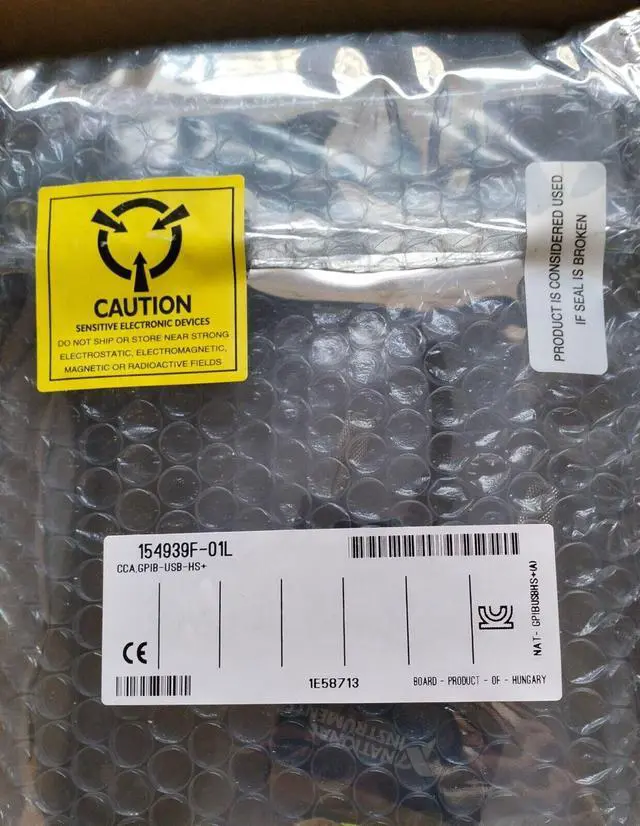 CAUTION
SENSITIVE ELECTRONIC DEVICES
DO NOT SHIP OR STORE NEAR STRONG
ELECTROSTATIC, ELECTROMAGNETIC,
MAGNETIC OR RADIOACTIVE FIELDS
PRODUCT IS CONSIDERED USED
IF SEAL IS BROKEN
154939F-01L
CCA,GPIB-USB-HS+
CE
NAT- GPIBUSBHS+(A)
1E58713
BOARD - PRODUCT - OF - HUNGARY
NATIONAL
INSTRUMENTS